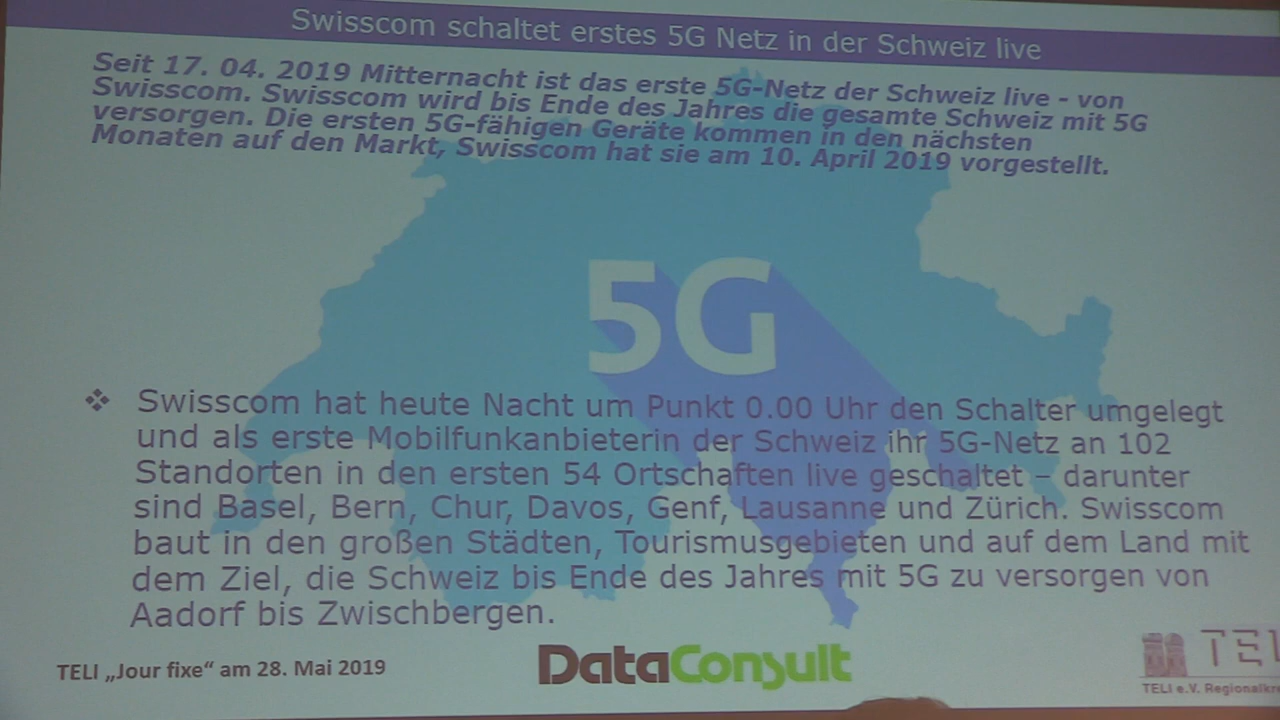 Swisscom schaltet erstes 5G Netz in der Schweiz live
Seit 17. 04. 2019 Mitternacht ist das erste 5G-Netz der Schweiz live - von
Swisscom. Swisscom wird bis Ende des Jahres die gesamte Schweiz mit 5G
versorgen. Die ersten 5G-fähigen Geräte kommen in den nächsten
Monaten auf den Markt, Swisscom hat sie am 10. April 2019 vorgestellt.
5G
❖ Swisscom hat heute Nacht um Punkt 0.00 Uhr den Schalter umgelegt
und als erste Mobilfunkanbieterin der Schweiz ihr 5G-Netz an 102
Standorten in den ersten 54 Ortschaften live geschaltet – darunter
sind Basel, Bern, Chur, Davos, Genf, Lausanne und Zürich. Swisscom
baut in den großen Städten, Tourismusgebieten und auf dem Land mit
dem Ziel, die Schweiz bis Ende des Jahres mit 5G zu versorgen von
Aadorf bis Zwischbergen.
TELI „Jour fixe“ am 28. Mai 2019
DataConsult
TEL
TELI e.V. Regionalkre